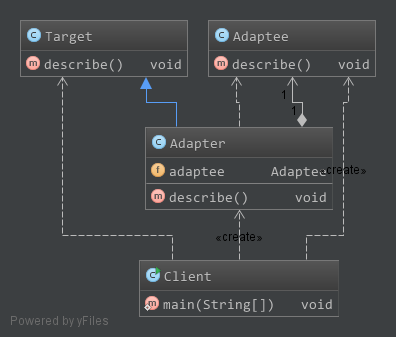 Target
describe() void
Adaptee
describe() void
1
1
Adapter
adaptee Adaptee
«create»
describe() void
«create»
Client
main(String[]) void
Powered by yFiles